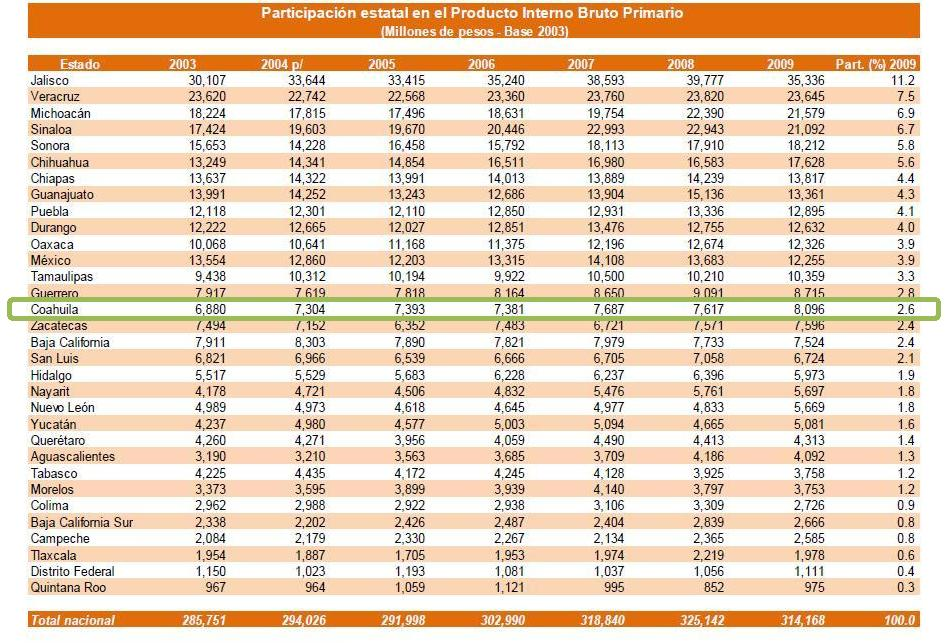 Participación estatal en el Producto Interno Bruto Primario
(Millones de pesos - Base 2003)
Estado 2003 2004 p/ 2005 2006 2007 2008 2009 Part. (%) 2009
Jalisco 30,107 33,644 33,415 35,240 38,593 39,777 35,336 11.2
Veracruz 23,620 22,742 22,568 23,360 23,760 23,820 23,645 7.5
Michoacán 18,224 17,815 17,496 18,631 19,754 22,390 21,579 6.9
Sinaloa 17,424 19,603 19,670 20,446 22,993 22,943 21,092 6.7
Sonora 15,653 14,228 16,458 15,792 18,113 17,910 18,212 5.8
Chihuahua 13,249 14,341 14,854 16,511 16,980 16,583 17,628 5.6
Chiapas 13,637 14,322 13,991 14,013 13,889 14,239 13,817 4.4
Guanajuato 13,991 14,252 13,243 12,686 13,904 15,136 13,361 4.3
Puebla 12,118 12,301 12,110 12,850 12,931 13,336 12,895 4.1
Durango 12,222 12,665 12,027 12,851 13,476 12,755 12,632 4.0
Oaxaca 10,068 10,641 11,168 11,375 12,196 12,674 12,326 3.9
México 13,554 12,860 12,203 13,315 14,108 13,683 12,255 3.9
Tamaulipas 9,438 10,312 10,194 9,922 10,500 10,210 10,359 3.3
Guerrero 7,917 7,619 7,818 8,164 8,650 9,091 8,715 2.8
Coahuila 6,880 7,304 7,393 7,381 7,687 7,617 8,096 2.6
Zacatecas 7,494 7,152 6,352 7,483 6,721 7,571 7,596 2.4
Baja California 7,911 8,303 7,890 7,821 7,979 7,733 7,524 2.4
San Luis 6,821 6,966 6,539 6,666 6,705 7,058 6,724 2.1
Hidalgo 5,517 5,529 5,683 6,228 6,237 6,396 5,973 1.9
Nayarit 4,178 4,721 4,506 4,832 5,476 5,761 5,697 1.8
Nuevo León 4,989 4,973 4,618 4,645 4,977 4,833 5,669 1.8
Yucatán 4,237 4,980 4,577 5,003 5,094 4,665 5,081 1.6
Querétaro 4,260 4,271 3,956 4,059 4,490 4,413 4,313 1.4
Aguascalientes 3,190 3,210 3,563 3,685 3,709 4,186 4,092 1.3
Tabasco 4,225 4,435 4,172 4,245 4,128 3,925 3,758 1.2
Morelos 3,373 3,595 3,899 3,939 4,140 3,797 3,753 1.2
Colima 2,962 2,988 2,922 2,938 3,106 3,309 2,726 0.9
Baja California Sur 2,338 2,202 2,426 2,487 2,404 2,839 2,666 0.8
Campeche 2,084 2,179 2,330 2,267 2,134 2,365 2,585 0.8
Tlaxcala 1,954 1,887 1,705 1,953 1,974 2,219 1,978 0.6
Distrito Federal 1,150 1,023 1,193 1,081 1,037 1,056 1,111 0.4
Quintana Roo 967 964 1,059 1,121 995 852 975 0.3
Total nacional 285,751 294,026 291,998 302,990 318,840 325,142 314,168 100.0